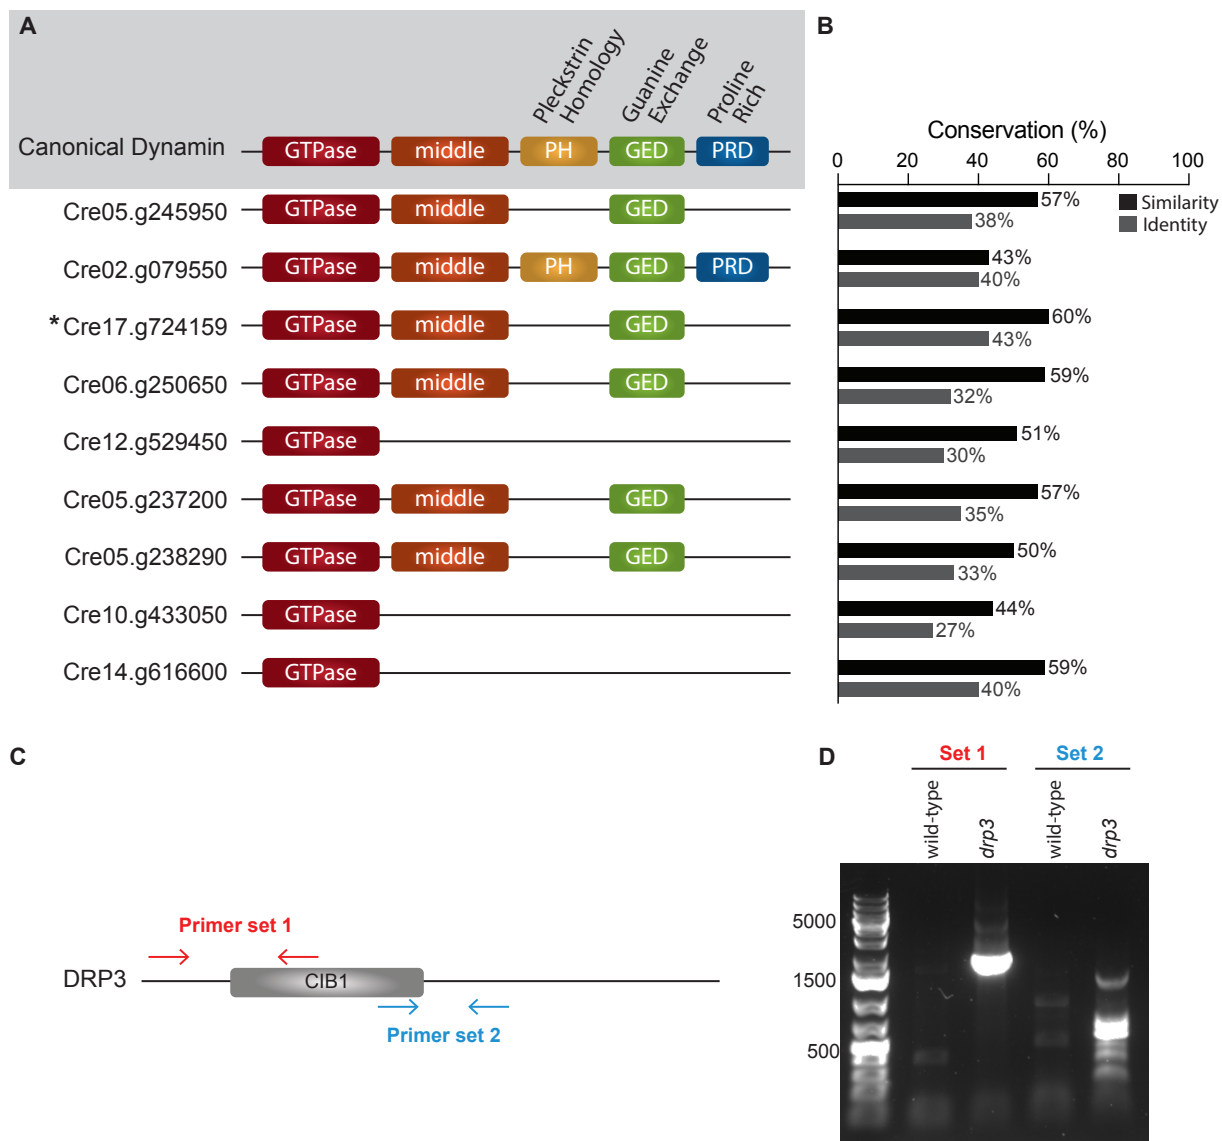 A
B
Pleckstrin Homology
Guanine Exchange
Proline Rich
Conservation (%)
Canonical Dynamin
GTPase middle PH GED PRD
0 20 40 60 80 100
Cre05.g245950 GTPase middle GED
57%
38%
Similarity
Identity
Cre02.g079550 GTPase middle PH GED PRD
43%
40%
*Cre17.g724159 GTPase middle GED
60%
43%
Cre06.g250650 GTPase middle GED
59%
32%
Cre12.g529450 GTPase
51%
30%
Cre05.g237200 GTPase middle GED
57%
35%
Cre05.g238290 GTPase middle GED
50%
33%
Cre10.g433050 GTPase
44%
27%
Cre14.g616600 GTPase
59%
40%
C
Primer set 1
DRP3
CIB1
Primer set 2
D
Set 1 Set 2
wild-type drp3 wild-type drp3
5000
1500
500